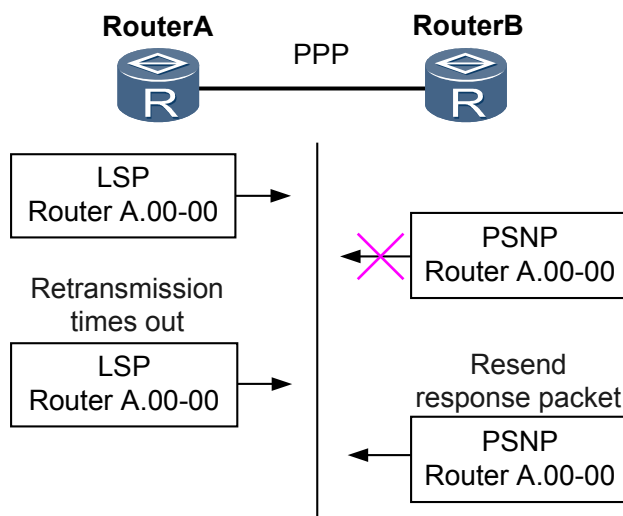 RouterA
RouterB
PPP
R
R
LSP
Router A.00-00
PSNP
Router A.00-00
Retransmission
times out
LSP
Router A.00-00
Resend
response packet
PSNP
Router A.00-00